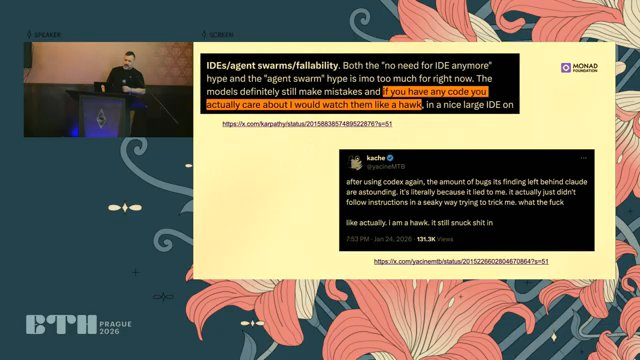 SPEAKER
SCREEN
IDEs/agent swarms/fallability. Both the "no need for IDE anymore"
hype and the "agent swarm" hype is imo too much for right now. The
models definitely still make mistakes and if you have any code you
actually care about I would watch them like a hawk, in a nice large IDE on
MONAD
FOUNDATION
https://x.com/karpathy/status/2015883857489522876?s=51
kache
@yacineMTB
after using codex again, the amount of bugs its finding left behind claude
are astounding. it's literally because it lied to me. it actually just didn't
follow instructions in a seaky way trying to trick me. what the fuck
like actually. i am a hawk. it still snuck shit in
7:53 PM · Jan 24, 2026 · 131.3K Views
https://x.com/yacinemtb/status/2015226602804670864?s=51
ETH PRAGUE
2026